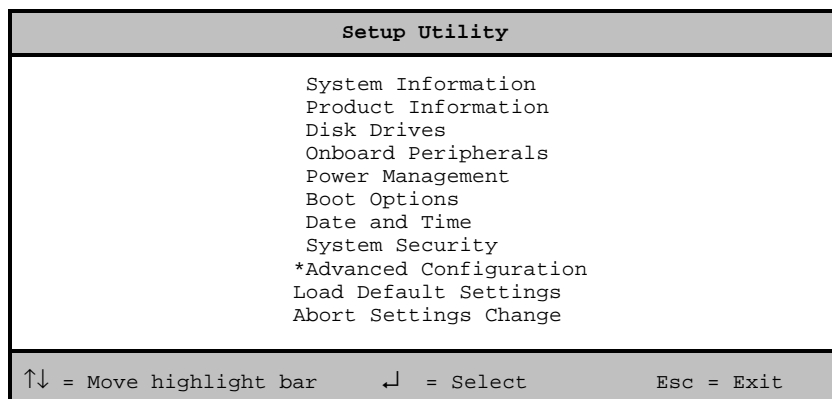 Setup Utility
System Information
Product Information
Disk Drives
Onboard Peripherals
Power Management
Boot Options
Date and Time
System Security
*Advanced Configuration
Load Default Settings
Abort Settings Change
↑↓ = Move highlight bar ↵ = Select Esc = Exit